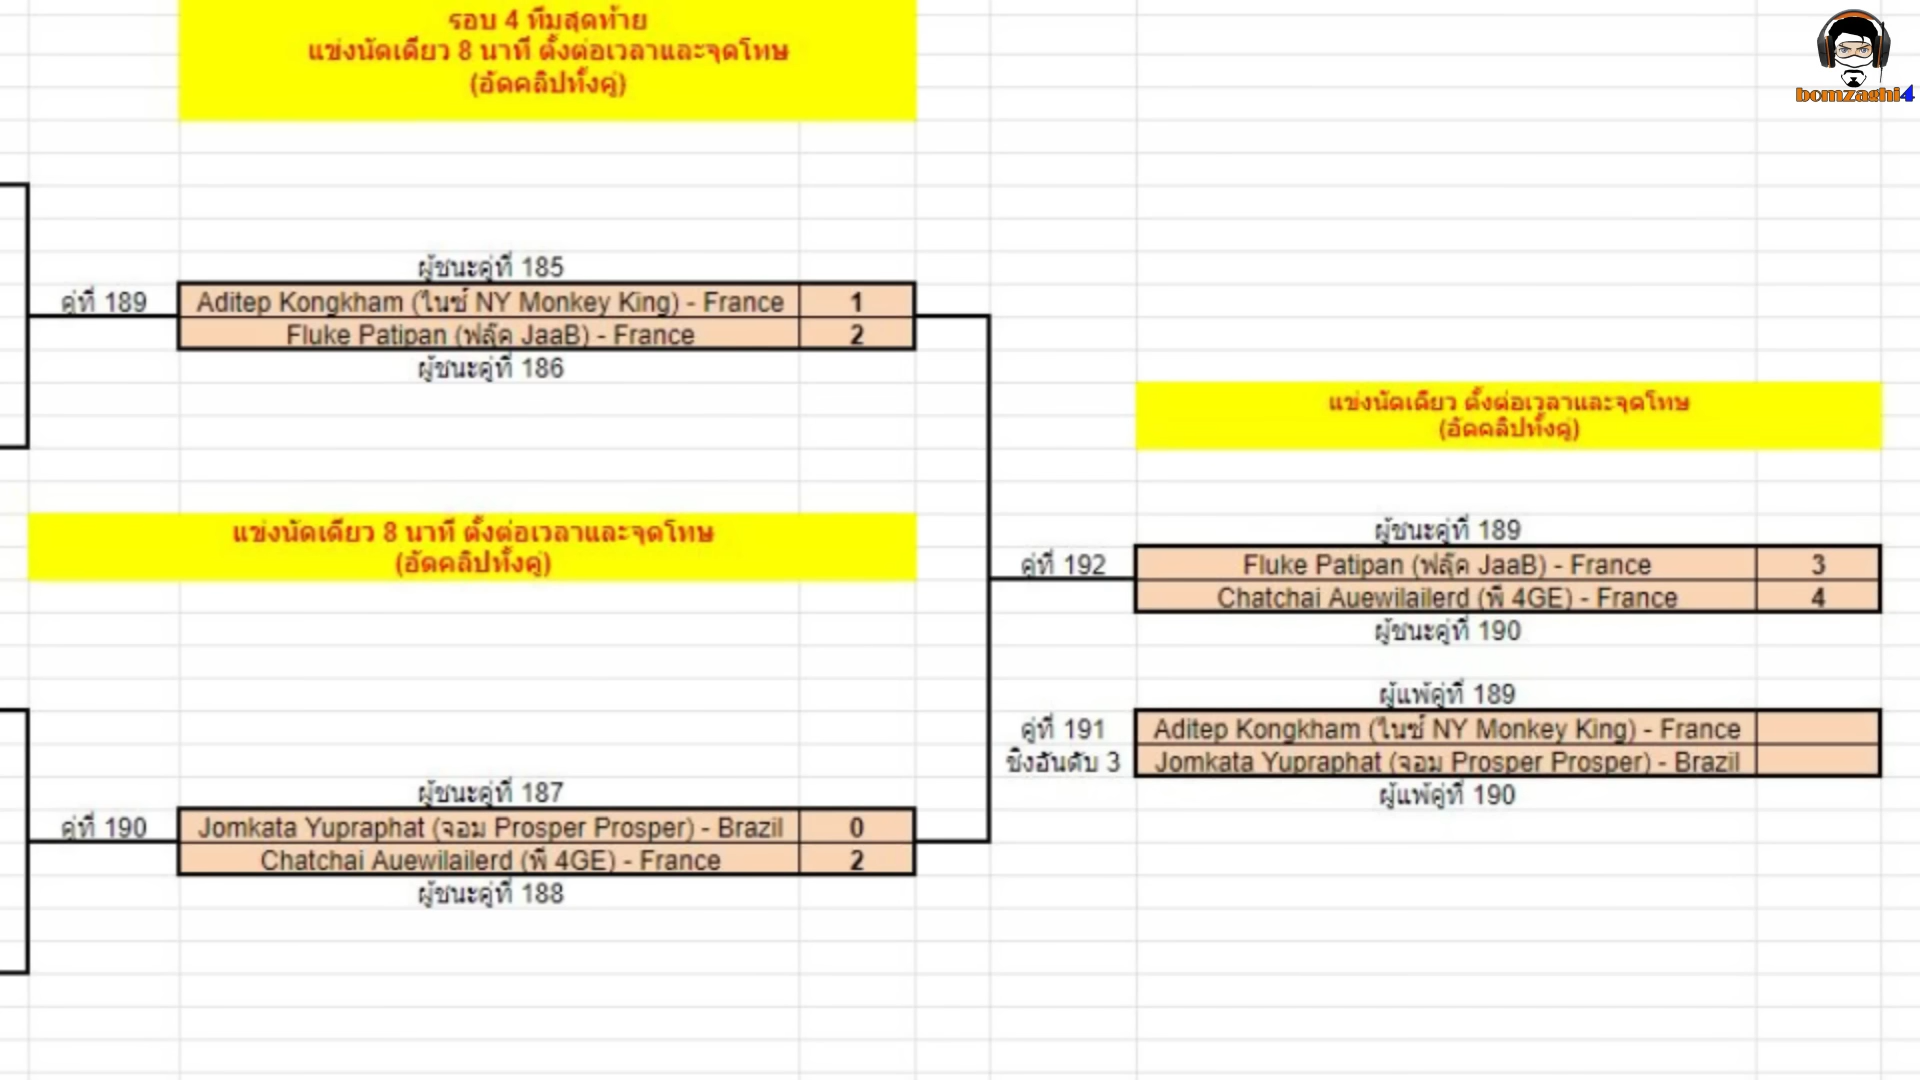 รอบ 4 ทีมสุดท้าย
แข่งนัดเดียว 8 นาที ตั้งต่อเวลาและจุดโทษ
(อัดคลิปทั้งคู่)
bomzaghi4
ผู้ชนะคู่ที่ 185
คู่ที่ 189
Aditep Kongkham (ไนซ์ NY Monkey King) - France 1
Fluke Patipan (ฟลุ๊ค JaaB) - France 2
ผู้ชนะคู่ที่ 186
แข่งนัดเดียว ตั้งต่อเวลาและจุดโทษ
(อัดคลิปทั้งคู่)
แข่งนัดเดียว 8 นาที ตั้งต่อเวลาและจุดโทษ
(อัดคลิปทั้งคู่)
ผู้ชนะคู่ที่ 189
คู่ที่ 192
Fluke Patipan (ฟลุ๊ค JaaB) - France 3
Chatchai Auewilailerd (พี 4GE) - France 4
ผู้ชนะคู่ที่ 190
ผู้แพ้คู่ที่ 189
คู่ที่ 191
ชิงอันดับ 3
Aditep Kongkham (ไนซ์ NY Monkey King) - France
Jomkata Yupraphat (จอม Prosper Prosper) - Brazil
ผู้แพ้คู่ที่ 190
ผู้ชนะคู่ที่ 187
คู่ที่ 190
Jomkata Yupraphat (จอม Prosper Prosper) - Brazil 0
Chatchai Auewilailerd (พี 4GE) - France 2
ผู้ชนะคู่ที่ 188